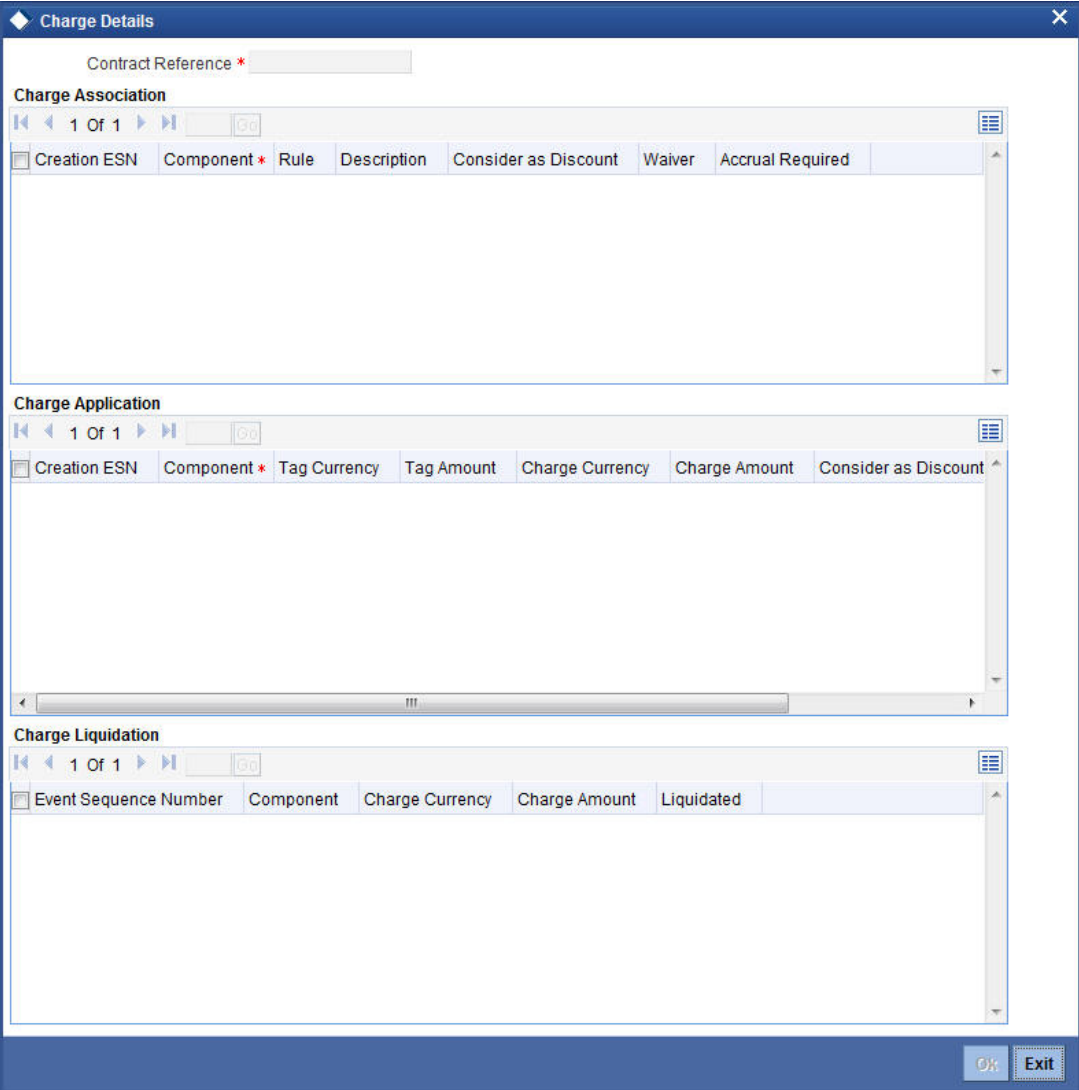 Charge Details
Contract Reference *
Charge Association
1 Of 1 Go
Creation ESN Component * Rule Description Consider as Discount Waiver Accrual Required
Charge Application
1 Of 1 Go
Creation ESN Component * Tag Currency Tag Amount Charge Currency Charge Amount Consider as Discount
Charge Liquidation
1 Of 1 Go
Event Sequence Number Component Charge Currency Charge Amount Liquidated
Ok Exit